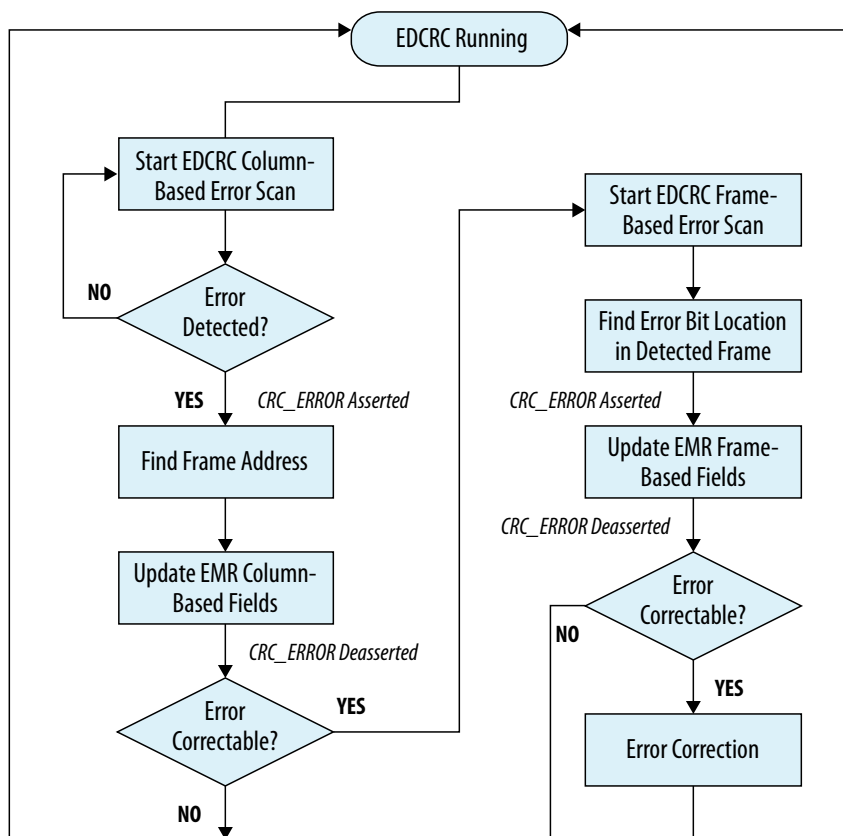 EDCRC Running
Start EDCRC Column-
Based Error Scan
NO
Error
Detected?
YES
CRC_ERROR Asserted
Find Frame Address
Update EMR Column-
Based Fields
CRC_ERROR Deasserted
Error
Correctable?
YES
NO
Start EDCRC Frame-
Based Error Scan
Find Error Bit Location
in Detected Frame
CRC_ERROR Asserted
Update EMR Frame-
Based Fields
CRC_ERROR Deasserted
Error
Correctable?
NO
YES
Error Correction